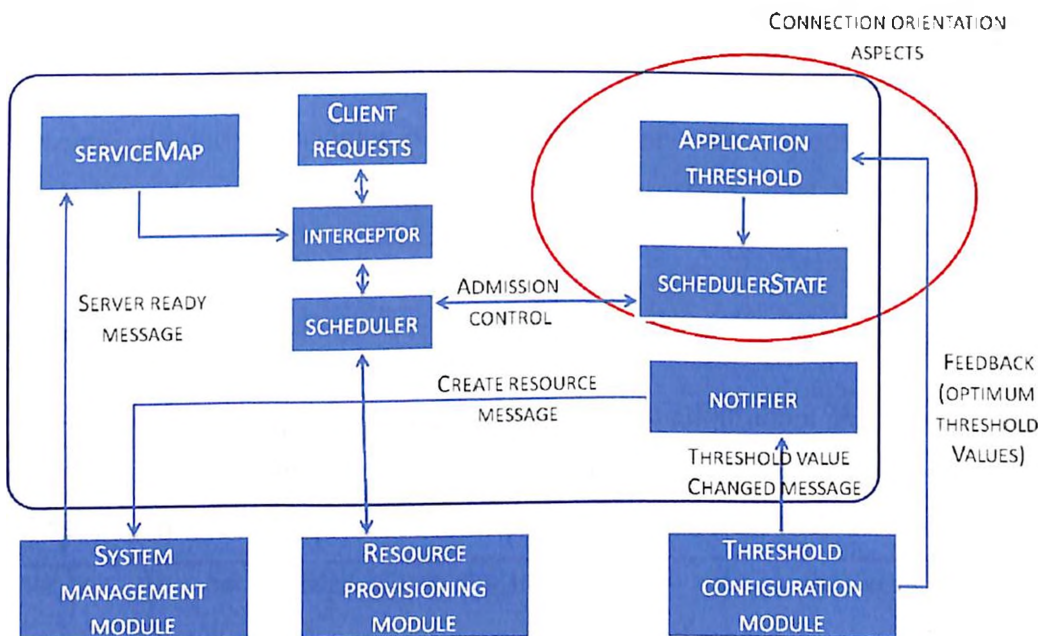 CONNECTION ORIENTATION
ASPECTS
CLIENT
REQUESTS
SERVICEMAP
APPLICATION
THRESHOLD
INTERCEPTOR
SERVER READY
MESSAGE
SCHEDULER
ADMISSION
CONTROL
SCHEDULERSTATE
CREATE RESOURCE
MESSAGE
NOTIFIER
FEEDBACK
(OPTIMUM
THRESHOLD
VALUES)
THRESHOLD VALUE
CHANGED MESSAGE
SYSTEM
MANAGEMENT
MODULE
RESOURCE
PROVISIONING
MODULE
THRESHOLD
CONFIGURATION
MODULE